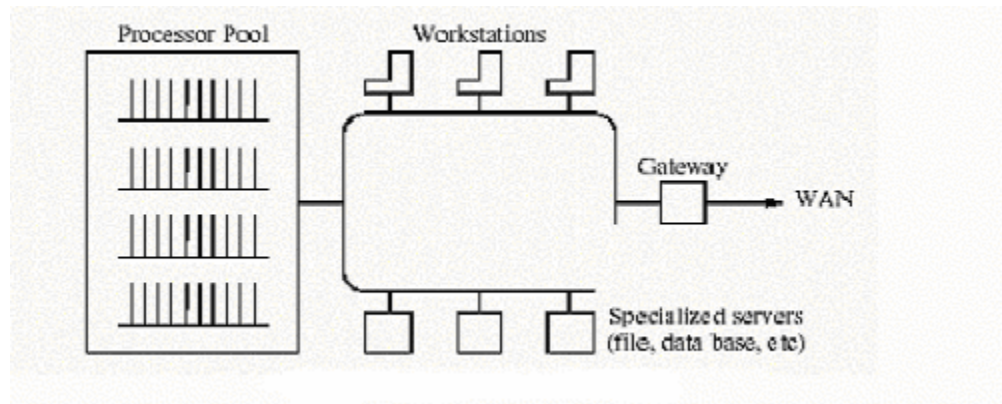 Processor Pool
Workstations
Gateway
WAN
Specialized servers
(file, data base, etc)